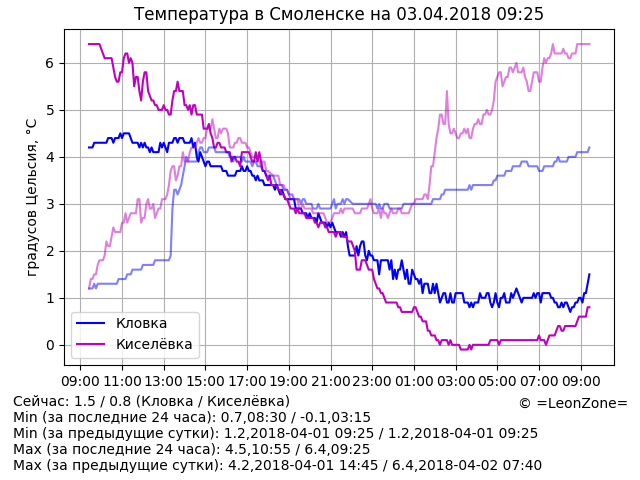 Температура в Смоленске на 03.04.2018 09:25
градусов Цельсия, °C
6
5
4
3
2
1
0
Кловка
Киселёвка
09:00 11:00 13:00 15:00 17:00 19:00 21:00 23:00 01:00 03:00 05:00 07:00 09:00
Сейчас: 1.5 / 0.8 (Кловка / Киселёвка)
© =LeonZone=
Min (за последние 24 часа): 0.7,08:30 / -0.1,03:15
Min (за предыдущие сутки): 1.2,2018-04-01 09:25 / 1.2,2018-04-01 09:25
Max (за последние 24 часа): 4.5,10:55 / 6.4,09:25
Max (за предыдущие сутки): 4.2,2018-04-01 14:45 / 6.4,2018-04-02 07:40